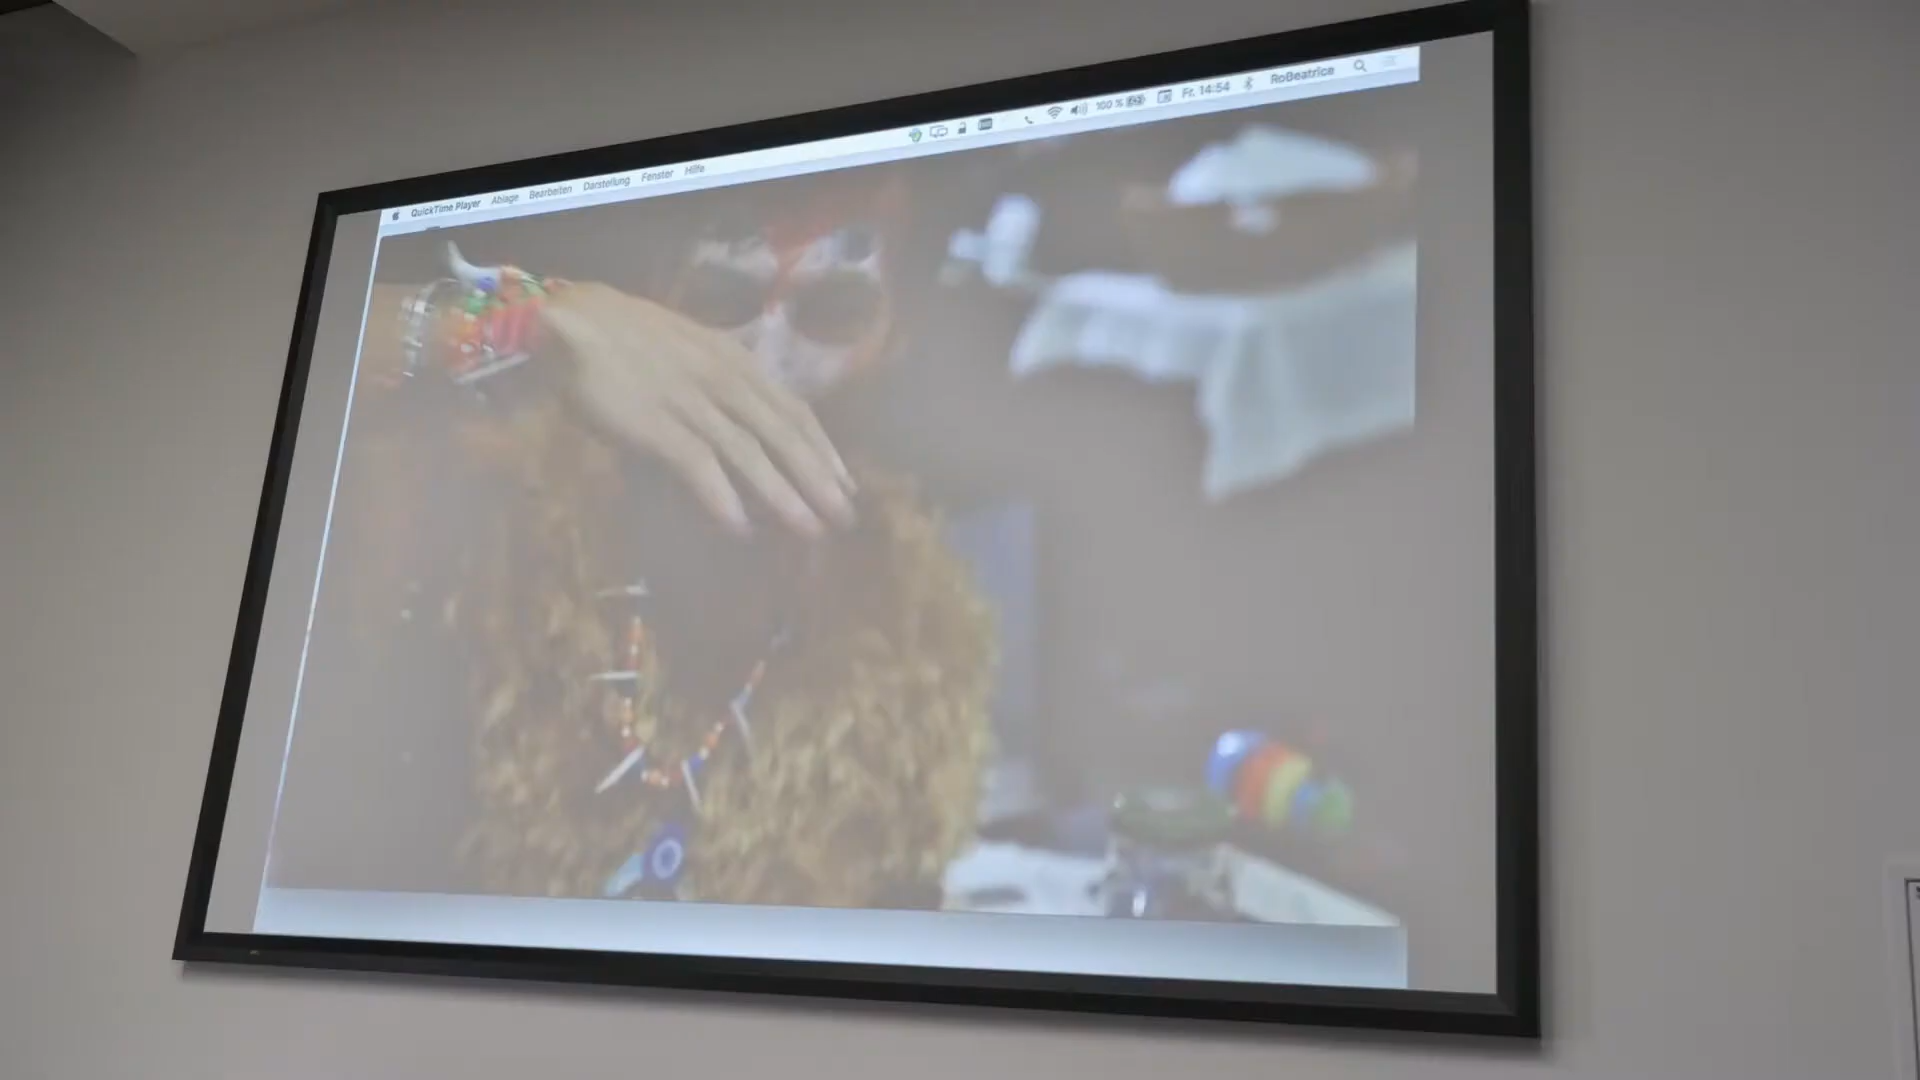 QuickTime Player Ablage Bearbeiten Darstellung Fenster Hilfe
100 % Fr. 14:54 RoBeatrice